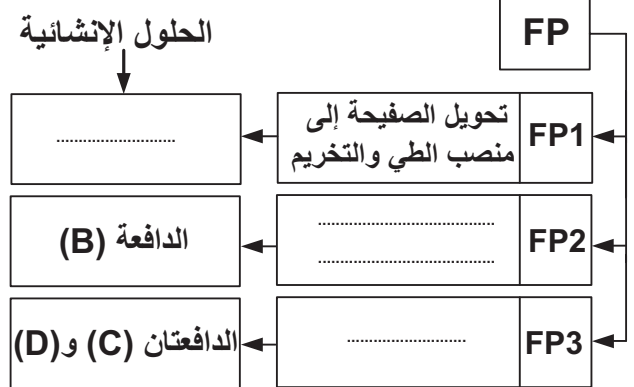 الحلول الإنشائية
FP
FP1
تحويل الصفيحة إلى
منصب الطي والتخريم
..............................
FP2
..............................
..............................
الدافعة (B)
FP3
..............................
الدافعتان (C) و(D)